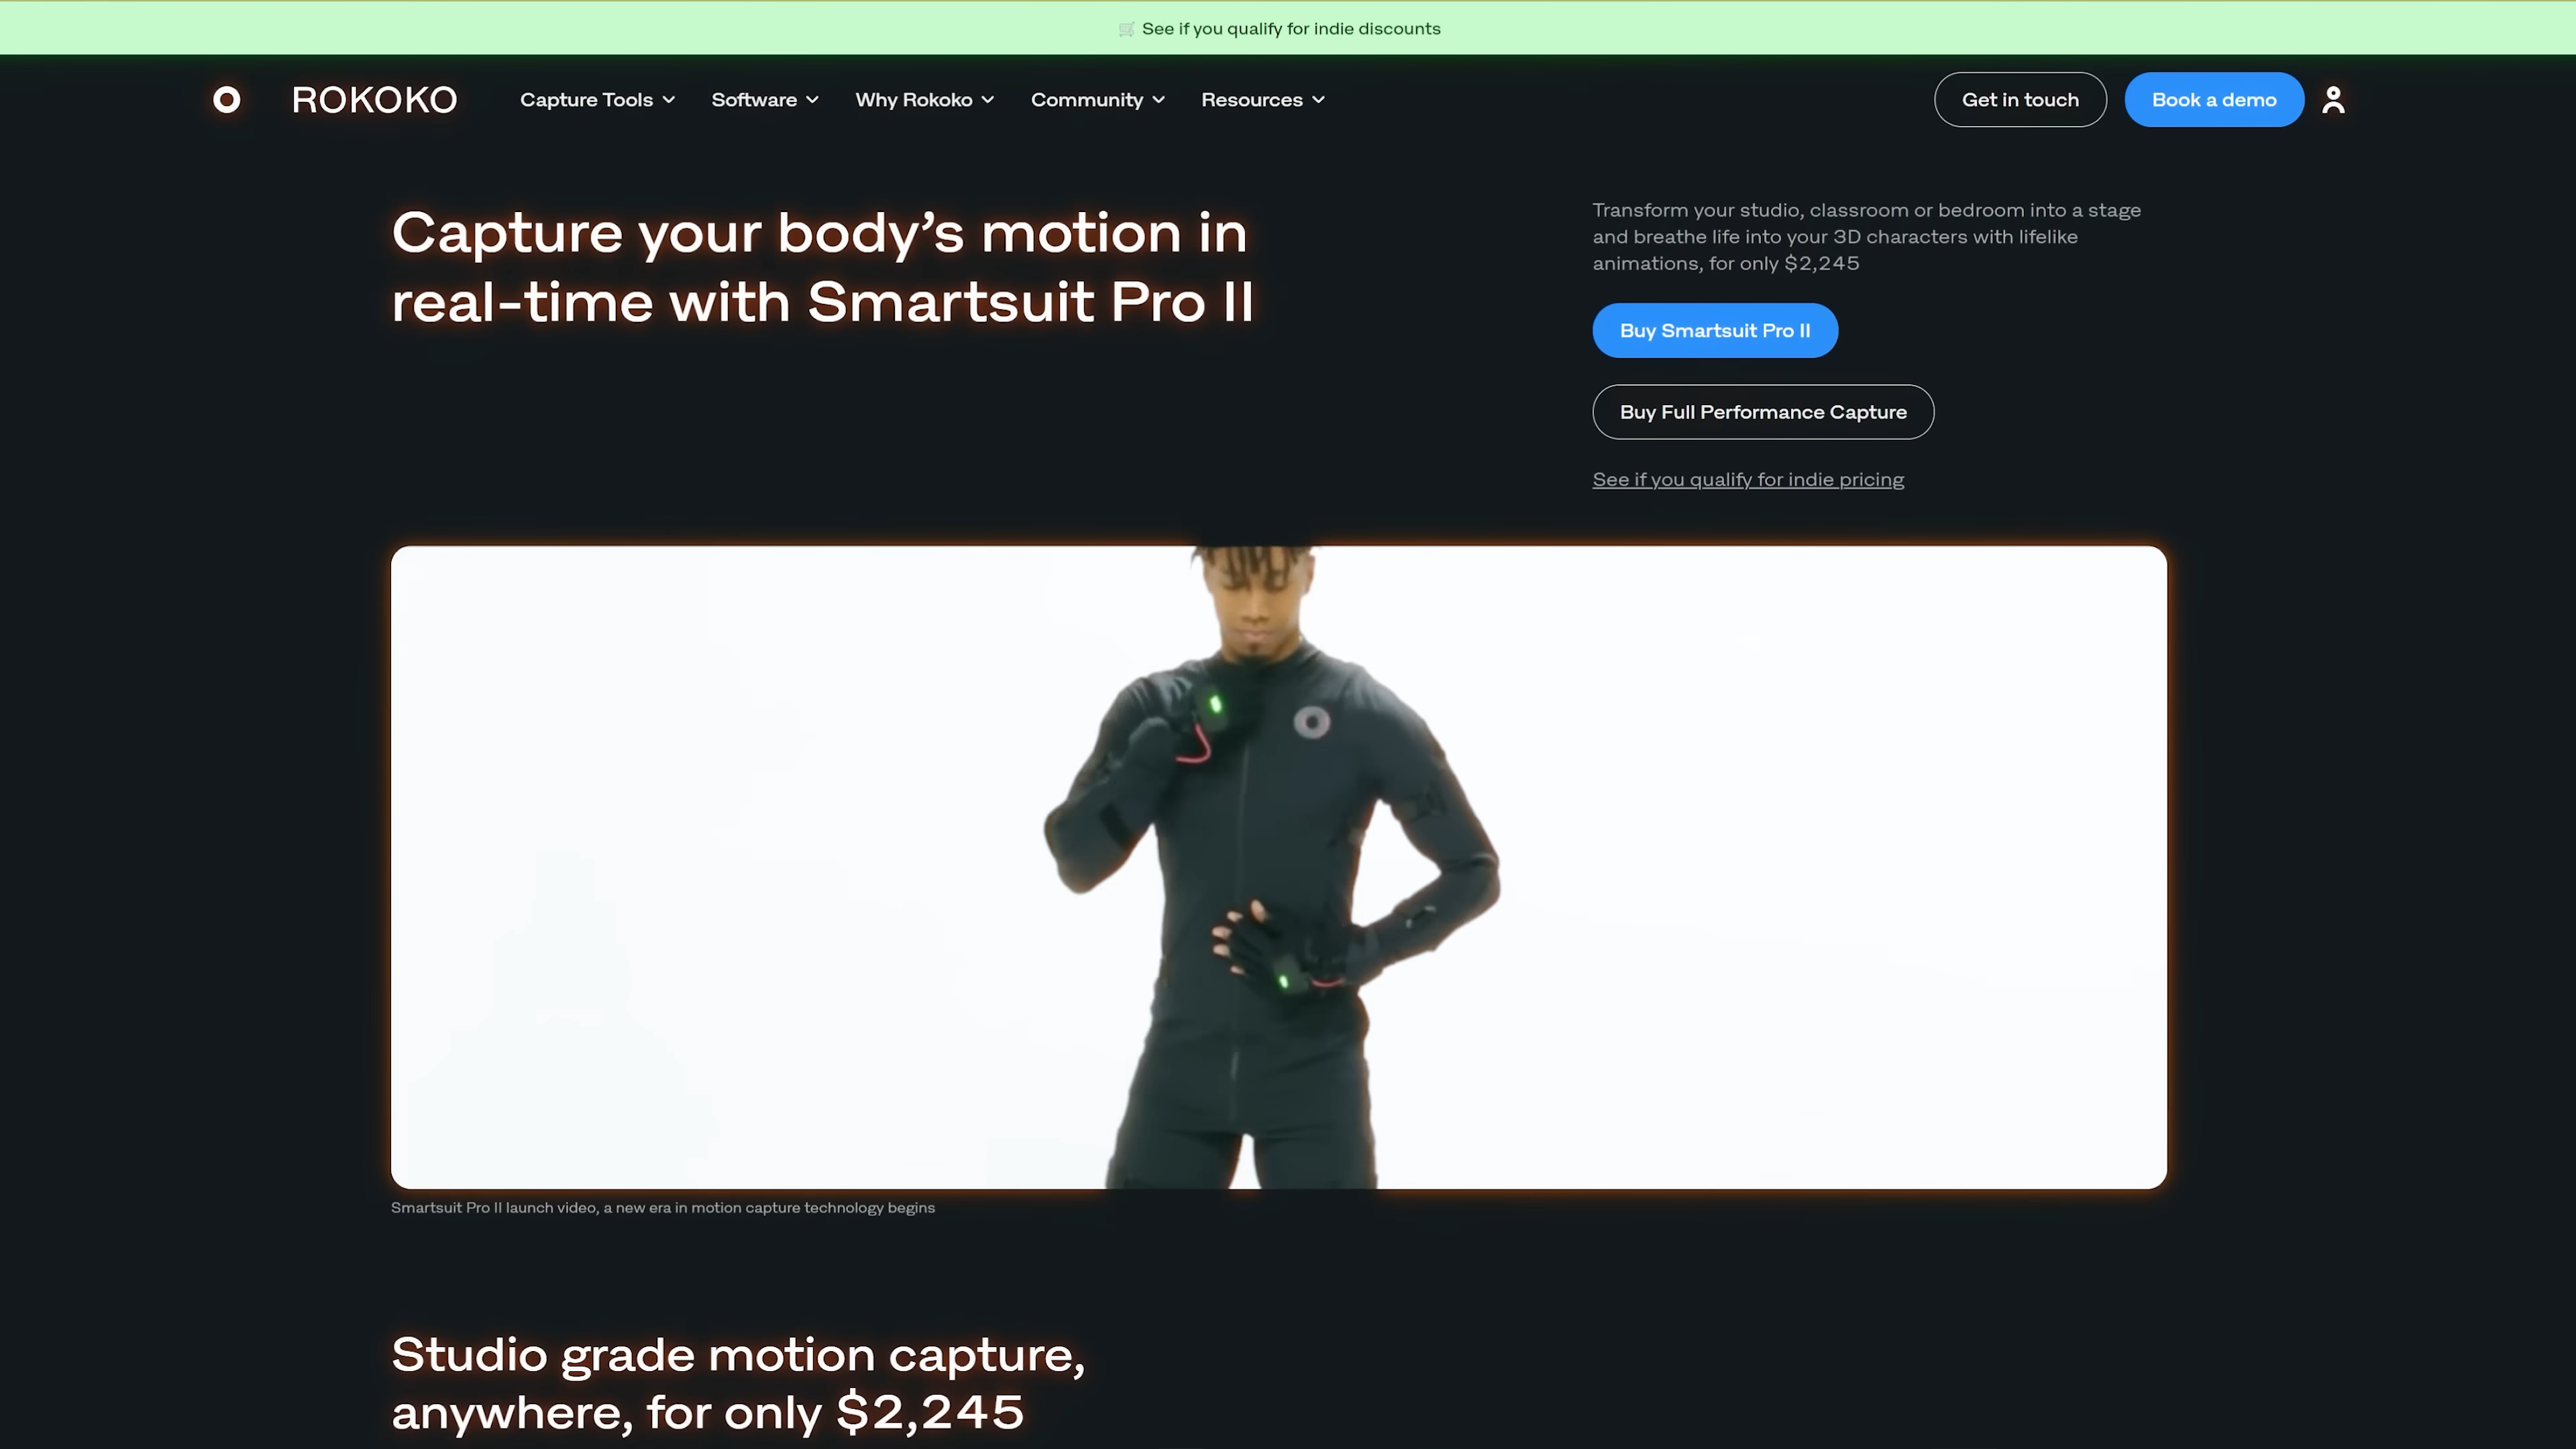 🛒 See if you qualify for indie discounts
ROKOKO
Capture Tools
Software
Why Rokoko
Community
Resources
Get in touch
Book a demo
Capture your body’s motion in
real-time with Smartsuit Pro II
Transform your studio, classroom or bedroom into a stage
and breathe life into your 3D characters with lifelike
animations, for only $2,245
Buy Smartsuit Pro II
Buy Full Performance Capture
See if you qualify for indie pricing
Smartsuit Pro II launch video, a new era in motion capture technology begins
Studio grade motion capture,
anywhere, for only $2,245